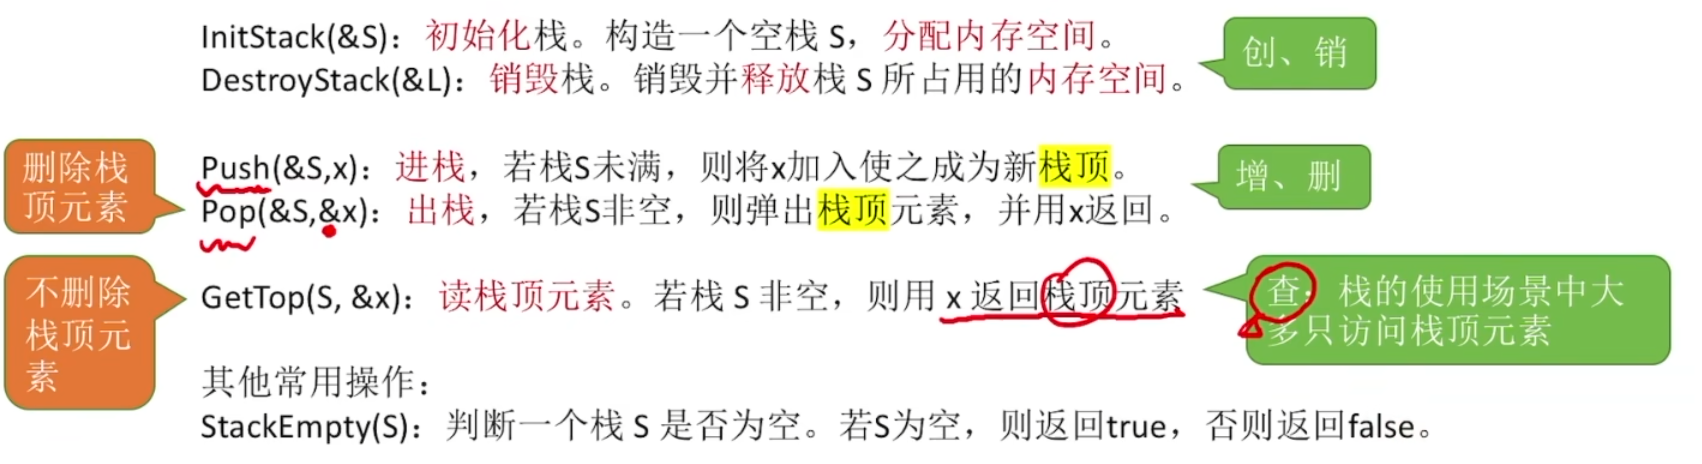 InitStack(&S)：初始化栈。构造一个空栈 S，分配内存空间。
DestroyStack(&L)：销毁栈。销毁并释放栈 S 所占用的内存空间。
创、销
删除栈
顶元素
Push(&S,x)：进栈，若栈S未满，则将x加入使之成为新栈顶。
Pop(&S,&x)：出栈，若栈S非空，则弹出栈顶元素，并用x返回。
增、删
不删除
栈顶元
素
GetTop(S, &x)：读栈顶元素。若栈 S 非空，则用 x 返回栈顶元素
查：栈的使用场景中大
多只访问栈顶元素
其他常用操作：
StackEmpty(S)：判断一个栈 S 是否为空。若S为空，则返回true，否则返回false。